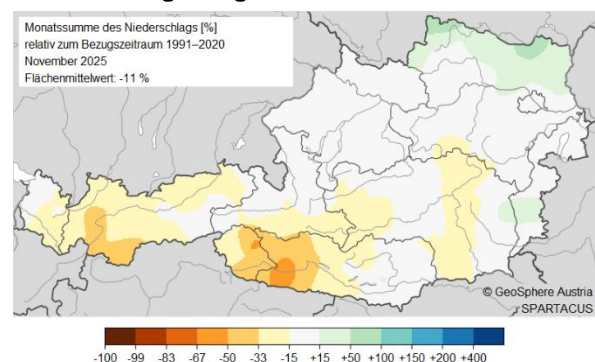 Monatssumme des Niederschlags [%]
relativ zum Bezugszeitraum 1991–2020
November 2025
Flächenmittelwert: -11 %
© GeoSphere Austria
SPARTACUS
-100 -99 -83 -67 -50 -33 -15 +15 +50 +100 +150 +200 +400